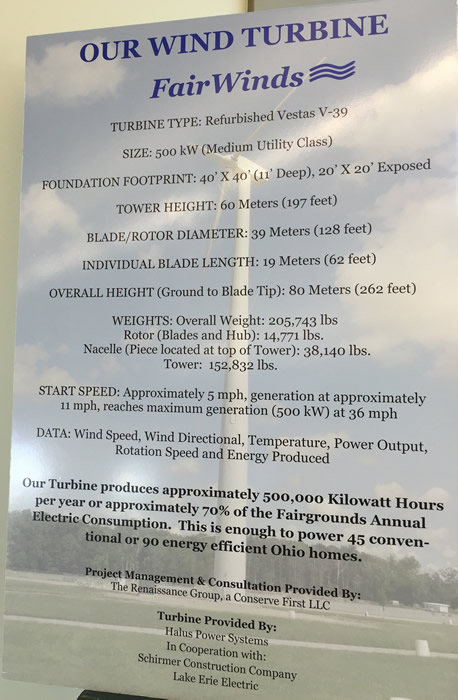 OUR WIND TURBINE
FairWinds
TURBINE TYPE: Refurbished Vestas V-39
SIZE: 500 kW (Medium Utility Class)
FOUNDATION FOOTPRINT: 40' X 40' (11' Deep), 20' X 20' Exposed
TOWER HEIGHT: 60 Meters (197 feet)
BLADE/ROTOR DIAMETER: 39 Meters (128 feet)
INDIVIDUAL BLADE LENGTH: 19 Meters (62 feet)
OVERALL HEIGHT (Ground to Blade Tip): 80 Meters (262 feet)
WEIGHTS: Overall Weight: 205,743 lbs
Rotor (Blades and Hub): 14,771 lbs.
Nacelle (Piece located at top of Tower): 38,140 lbs.
Tower: 152,832 lbs.
START SPEED: Approximately 5 mph, generation at approximately
11 mph, reaches maximum generation (500 kW) at 36 mph
DATA: Wind Speed, Wind Directional, Temperature, Power Output,
Rotation Speed and Energy Produced
Our Turbine produces approximately 500,000 Kilowatt Hours
per year or approximately 70% of the Fairgrounds Annual
Electric Consumption. This is enough to power 45 conven-
tional or 90 energy efficient Ohio homes.
Project Management & Consultation Provided By:
The Renaissance Group, a Conserve First LLC
Turbine Provided By:
Halus Power Systems
In Cooperation with:
Schirmer Construction Company
Lake Erie Electric